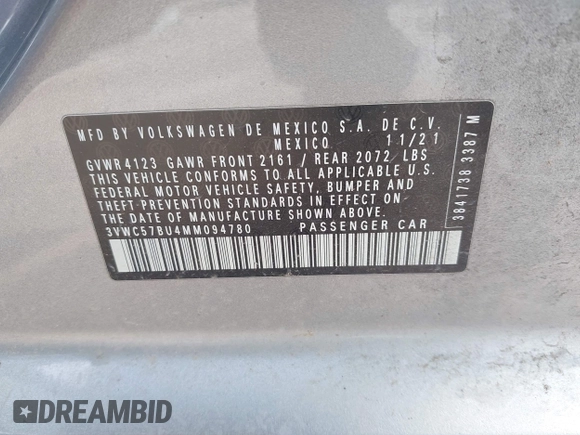 MFD BY VOLKSWAGEN DE MEXICO S.A. DE C.V.
MEXICO 11/21
GVWR 4123 GAWR FRONT 2161 / REAR 2072 LBS
THIS VEHICLE CONFORMS TO ALL APPLICABLE U.S.
FEDERAL MOTOR VEHICLE SAFETY, BUMPER AND
THEFT PREVENTION STANDARDS IN EFFECT ON
THE DATE OF MANUFACTURE SHOWN ABOVE
3VWC57BU4MM094780 PASSENGER CAR
3841738 3387 M
DREAMBID